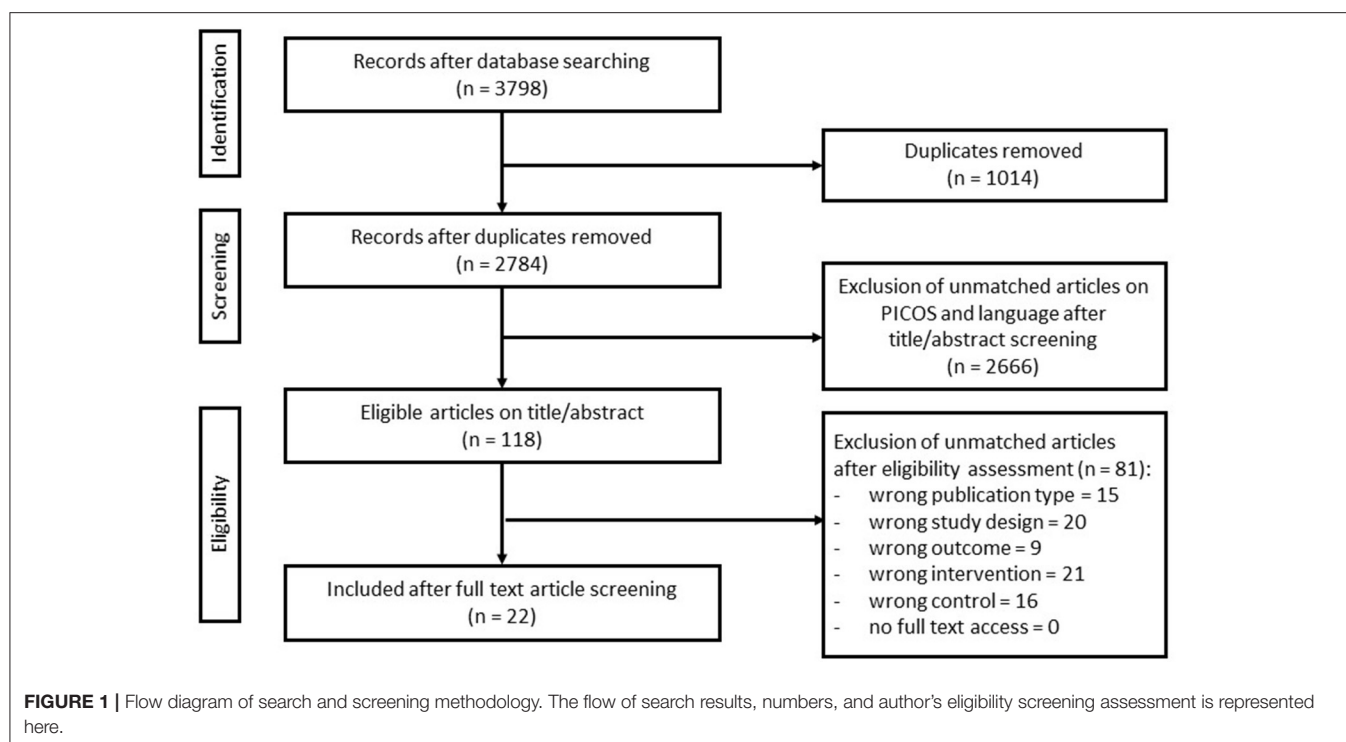 Identification
Records after database searching
(n = 3798)
Duplicates removed
(n = 1014)
Screening
Records after duplicates removed
(n = 2784)
Exclusion of unmatched articles on
PICOS and language after
title/abstract screening
(n = 2666)
Eligibility
Eligible articles on title/abstract
(n = 118)
Exclusion of unmatched articles
after eligibility assessment (n = 81):
- wrong publication type = 15
- wrong study design = 20
- wrong outcome = 9
- wrong intervention = 21
- wrong control = 16
- no full text access = 0
Included after full text article screening
(n = 22)
FIGURE 1 | Flow diagram of search and screening methodology. The flow of search results, numbers, and author's eligibility screening assessment is represented
here.